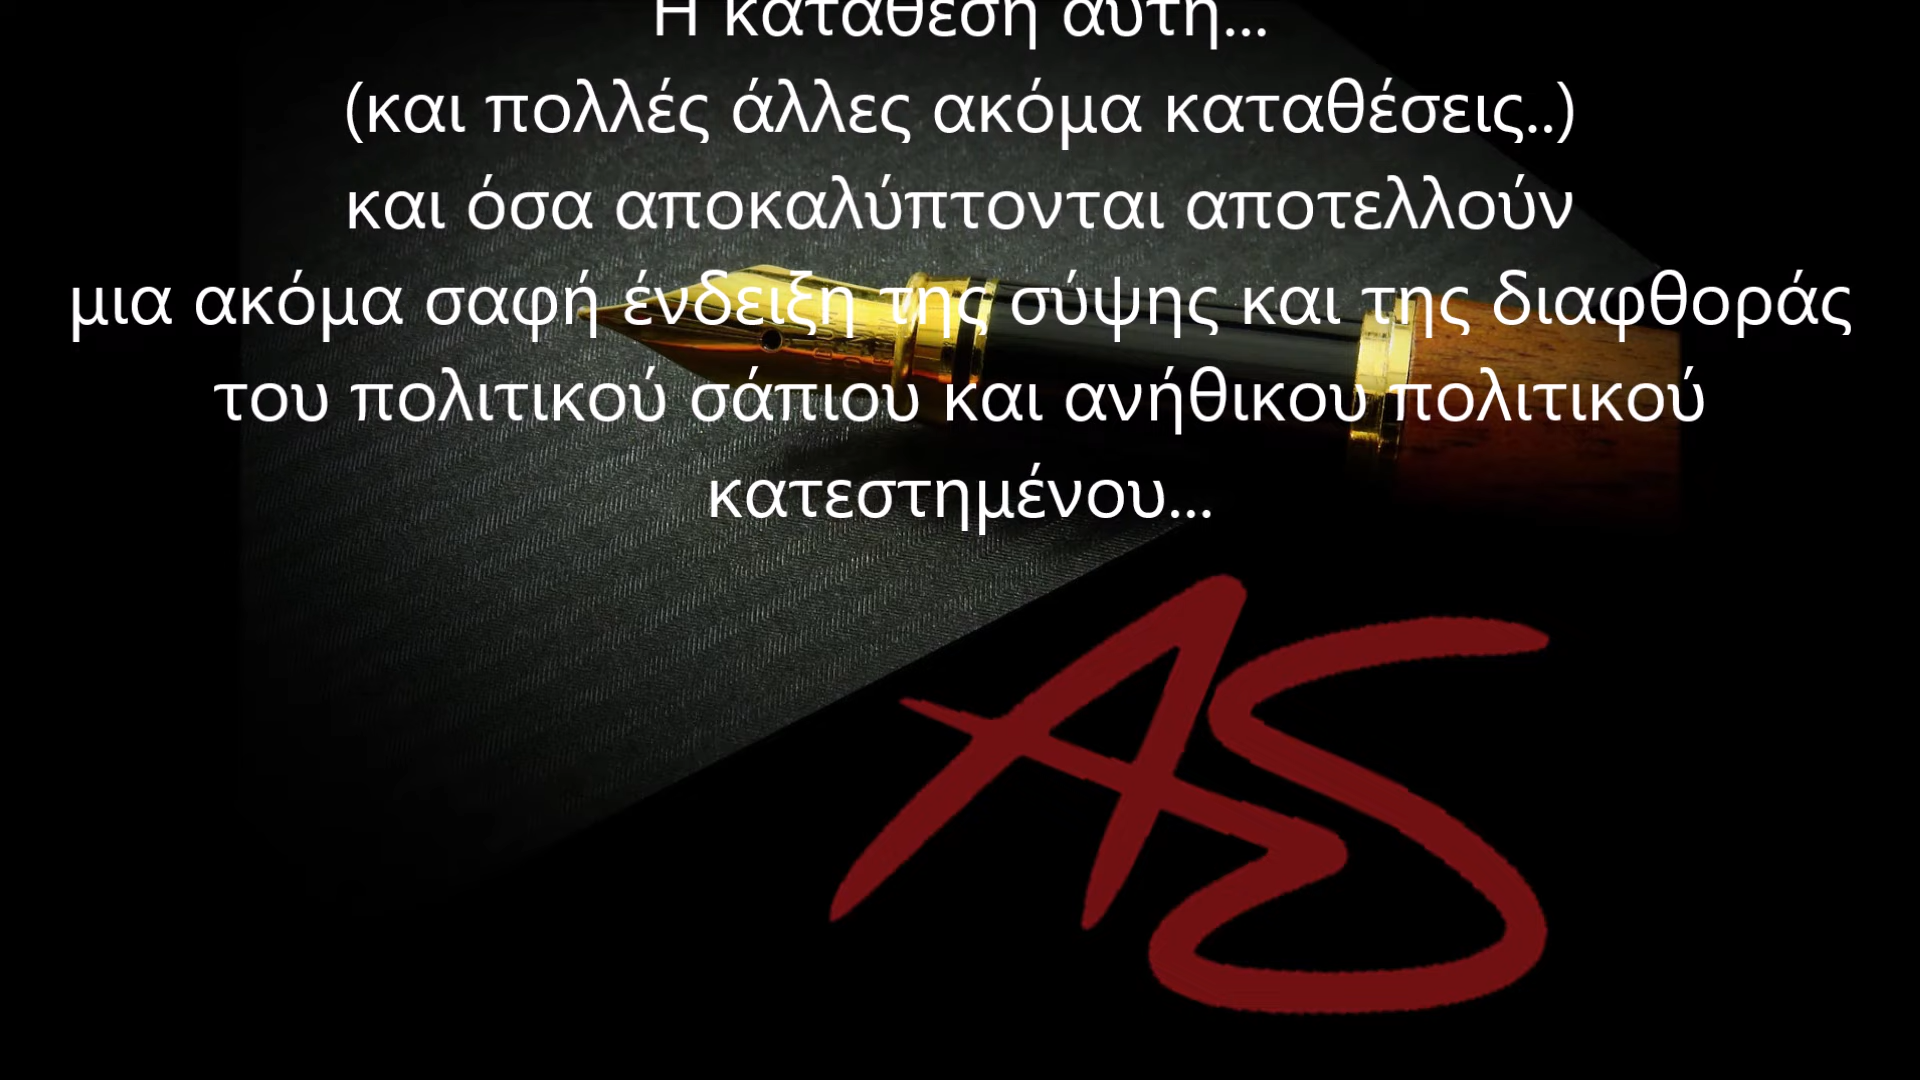 Η κατάθεση αυτή...
(και πολλές άλλες ακόμα καταθέσεις..)
και όσα αποκαλύπτονται αποτελλούν
μια ακόμα σαφή ένδειξη της σύψης και της διαφθοράς
του πολιτικού σάπιου και ανήθικου πολιτικού
κατεστημένου...
ΑΣ